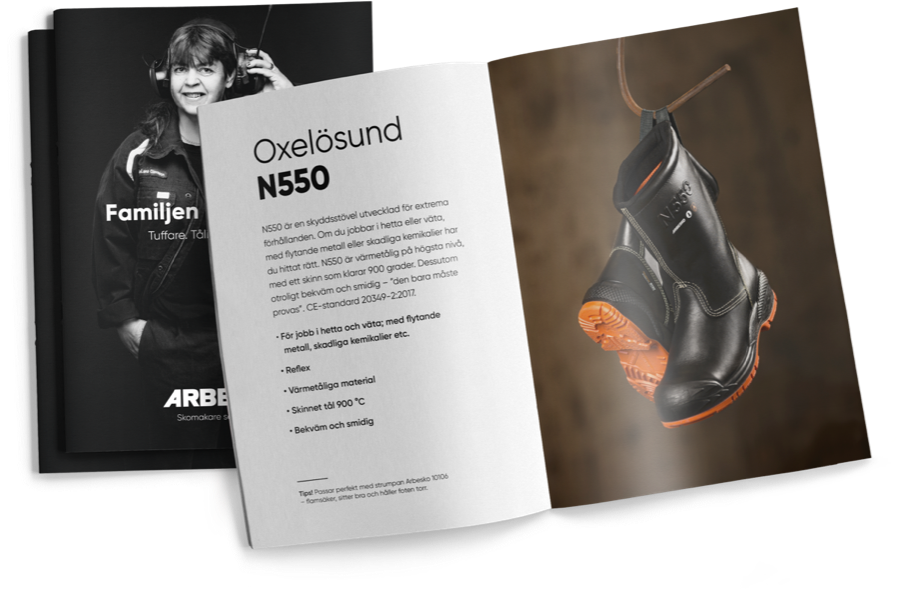 Familjen
Tuffare.
ARBE
Skomakare
Oxelösund
N550
N550 är en skyddsstövel utvecklad för extrema
förhållanden. Om du jobbar i hetta eller väta,
med flytande metall eller skadliga kemikalier har
du hittat rätt. N550 är värmetålig på högsta nivå,
med ett skinn som klarar 900 grader. Dessutom
otroligt bekväm och smidig – "den bara måste
provas". CE-standard 20349-2:2017.
• För jobb i hetta och väta; med flytande
metall, skadliga kemikalier etc.
• Reflex
• Värmetåliga material
• Skinnet tål 900 °C
• Bekväm och smidig
Tips! Passar perfekt med strumpan Arbesko 10106
– flamsäker, sitter bra och håller foten torr.
N550